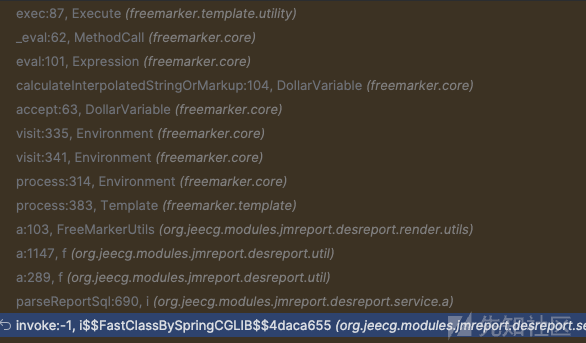 exec:87, Execute (freemarker.template.utility)
_eval:62, MethodCall (freemarker.core)
eval:101, Expression (freemarker.core)
calculateInterpolatedStringOrMarkup:104, DollarVariable (freemarker.core)
accept:63, DollarVariable (freemarker.core)
visit:335, Environment (freemarker.core)
visit:341, Environment (freemarker.core)
process:314, Environment (freemarker.core)
process:383, Template (freemarker.template)
a:103, FreeMarkerUtils (org.jeecg.modules.jmreport.desreport.render.utils)
a:1147, f (org.jeecg.modules.jmreport.desreport.util)
a:289, f (org.jeecg.modules.jmreport.desreport.util)
parseReportSql:690, i (org.jeecg.modules.jmreport.desreport.service.a)
invoke:-1, i$$FastClassBySpringCGLIB$$4daca655 (org.jeecg.modules.jmreport.desreport.se
先知社区